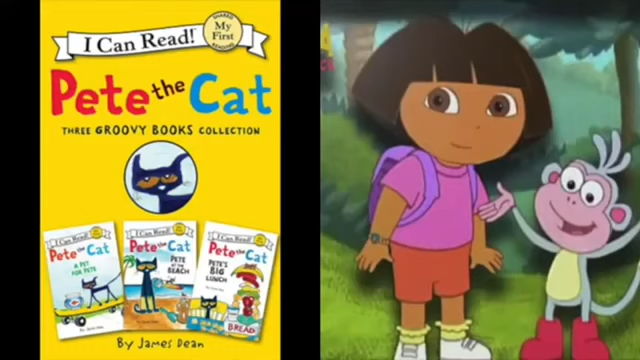 I Can Read!
SHARED
My
First
READING
Pete the Cat
THREE GROOVY BOOKS COLLECTION
I Can Read!
Pete the Cat
A PET
FOR PETE
I Can Read!
Pete the Cat
PETE
AT THE
BEACH
I Can Read!
Pete the Cat
PETE'S
BIG
LUNCH
BREAD
By James Dean